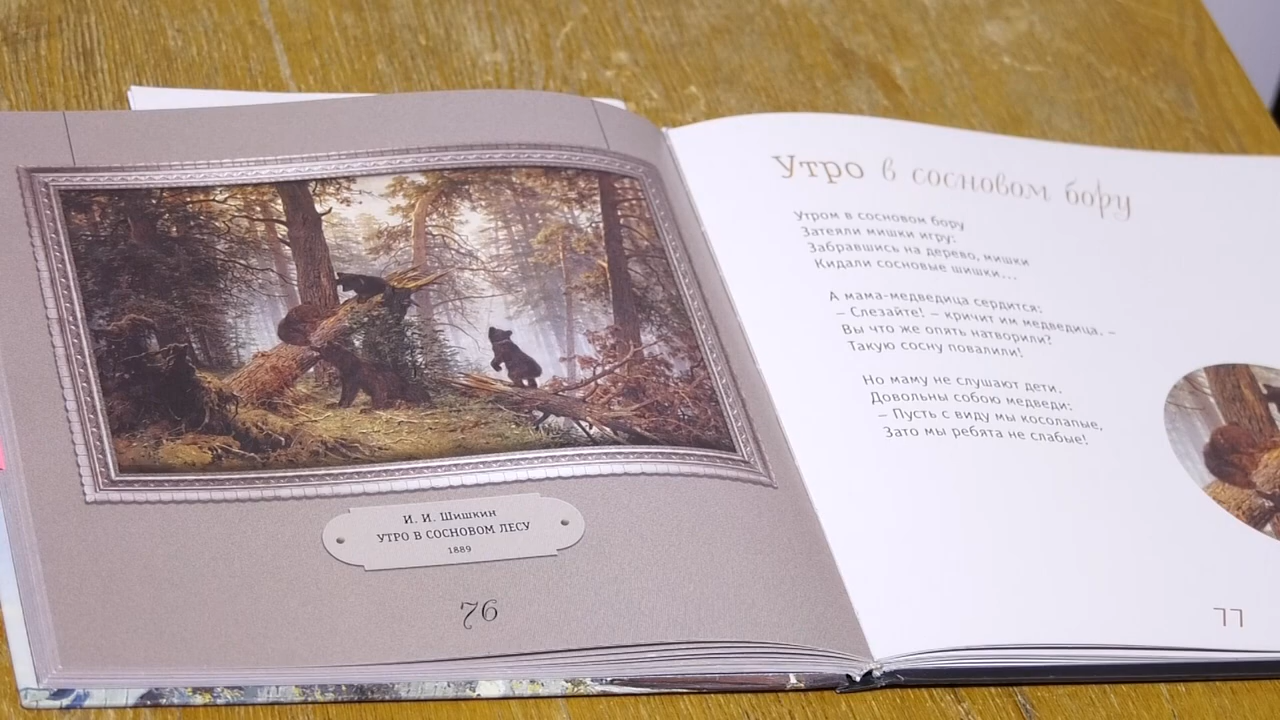 И. И. Шишкин
УТРО В СОСНОВОМ ЛЕСУ
1889
76
Утро в сосновом бору
Утром в сосновом бору
Затеяли мишки игру:
Забравшись на дерево, мишки
Кидали сосновые шишки...
А мама-медведица сердится:
– Слезайте! – кричит им медведица, –
Вы что же опять натворили?
Такую сосну повалили!
Но маму не слушают дети.
Довольны собою медведи:
– Пусть с виду мы косолапые,
Зато мы ребята не слабые!
77